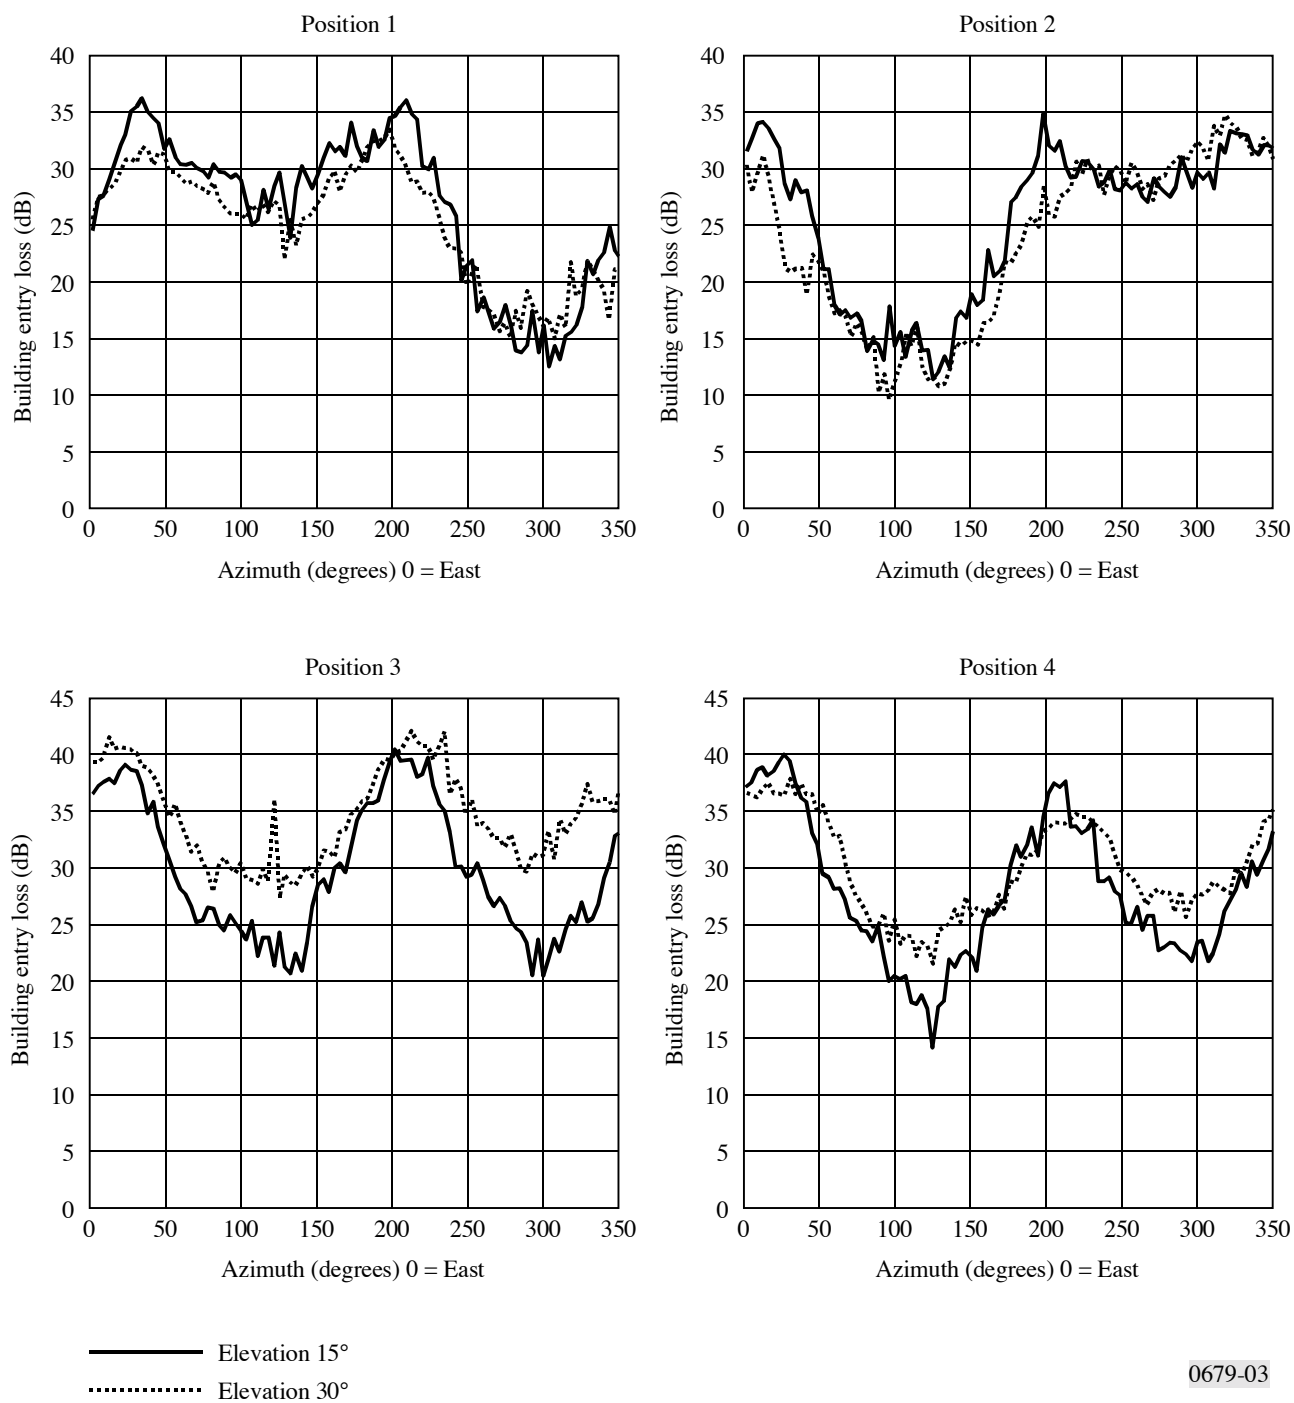 Position 1
Position 2
40
35
30
25
20
15
10
5
0
Building entry loss (dB)
0 50 100 150 200 250 300 350
Azimuth (degrees) 0 = East
40
35
30
25
20
15
10
5
0
Building entry loss (dB)
0 50 100 150 200 250 300 350
Azimuth (degrees) 0 = East
Position 3
Position 4
45
40
35
30
25
20
15
10
5
0
Building entry loss (dB)
0 50 100 150 200 250 300 350
Azimuth (degrees) 0 = East
45
40
35
30
25
20
15
10
5
0
Building entry loss (dB)
0 50 100 150 200 250 300 350
Azimuth (degrees) 0 = East
Elevation 15°
Elevation 30°
0679-03